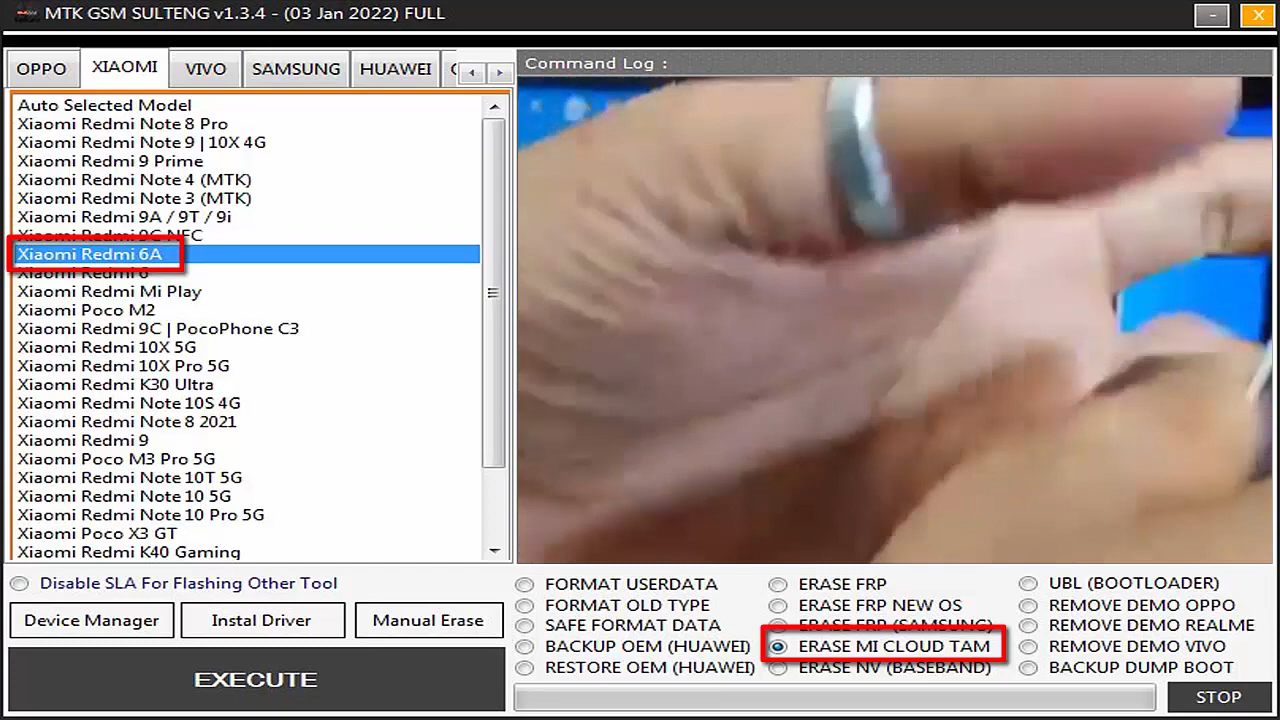 MTK GSM SULTENG v1.3.4 - (03 Jan 2022) FULL
OPPO XIAOMI VIVO SAMSUNG HUAWEI
Command Log :
Auto Selected Model
Xiaomi Redmi Note 8 Pro
Xiaomi Redmi Note 9 | 10X 4G
Xiaomi Redmi 9 Prime
Xiaomi Redmi Note 4 (MTK)
Xiaomi Redmi Note 3 (MTK)
Xiaomi Redmi 9A / 9T / 9i
Xiaomi Redmi 9C NFC
Xiaomi Redmi 6A
Xiaomi Redmi 6
Xiaomi Redmi Mi Play
Xiaomi Poco M2
Xiaomi Redmi 9C | PocoPhone C3
Xiaomi Redmi 10X 5G
Xiaomi Redmi 10X Pro 5G
Xiaomi Redmi K30 Ultra
Xiaomi Redmi Note 10S 4G
Xiaomi Redmi Note 8 2021
Xiaomi Redmi 9
Xiaomi Poco M3 Pro 5G
Xiaomi Redmi Note 10T 5G
Xiaomi Redmi Note 10 5G
Xiaomi Redmi Note 10 Pro 5G
Xiaomi Poco X3 GT
Xiaomi Redmi K40 Gaming
Disable SLA For Flashing Other Tool
Device Manager Instal Driver Manual Erase
EXECUTE
FORMAT USERDATA ERASE FRP UBL (BOOTLOADER)
FORMAT OLD TYPE ERASE FRP NEW OS REMOVE DEMO OPPO
SAFE FORMAT DATA ERASE FRP (SAMSUNG) REMOVE DEMO REALME
BACKUP OEM (HUAWEI) ERASE MI CLOUD TAM REMOVE DEMO VIVO
RESTORE OEM (HUAWEI) ERASE NV (BASEBAND) BACKUP DUMP BOOT
STOP